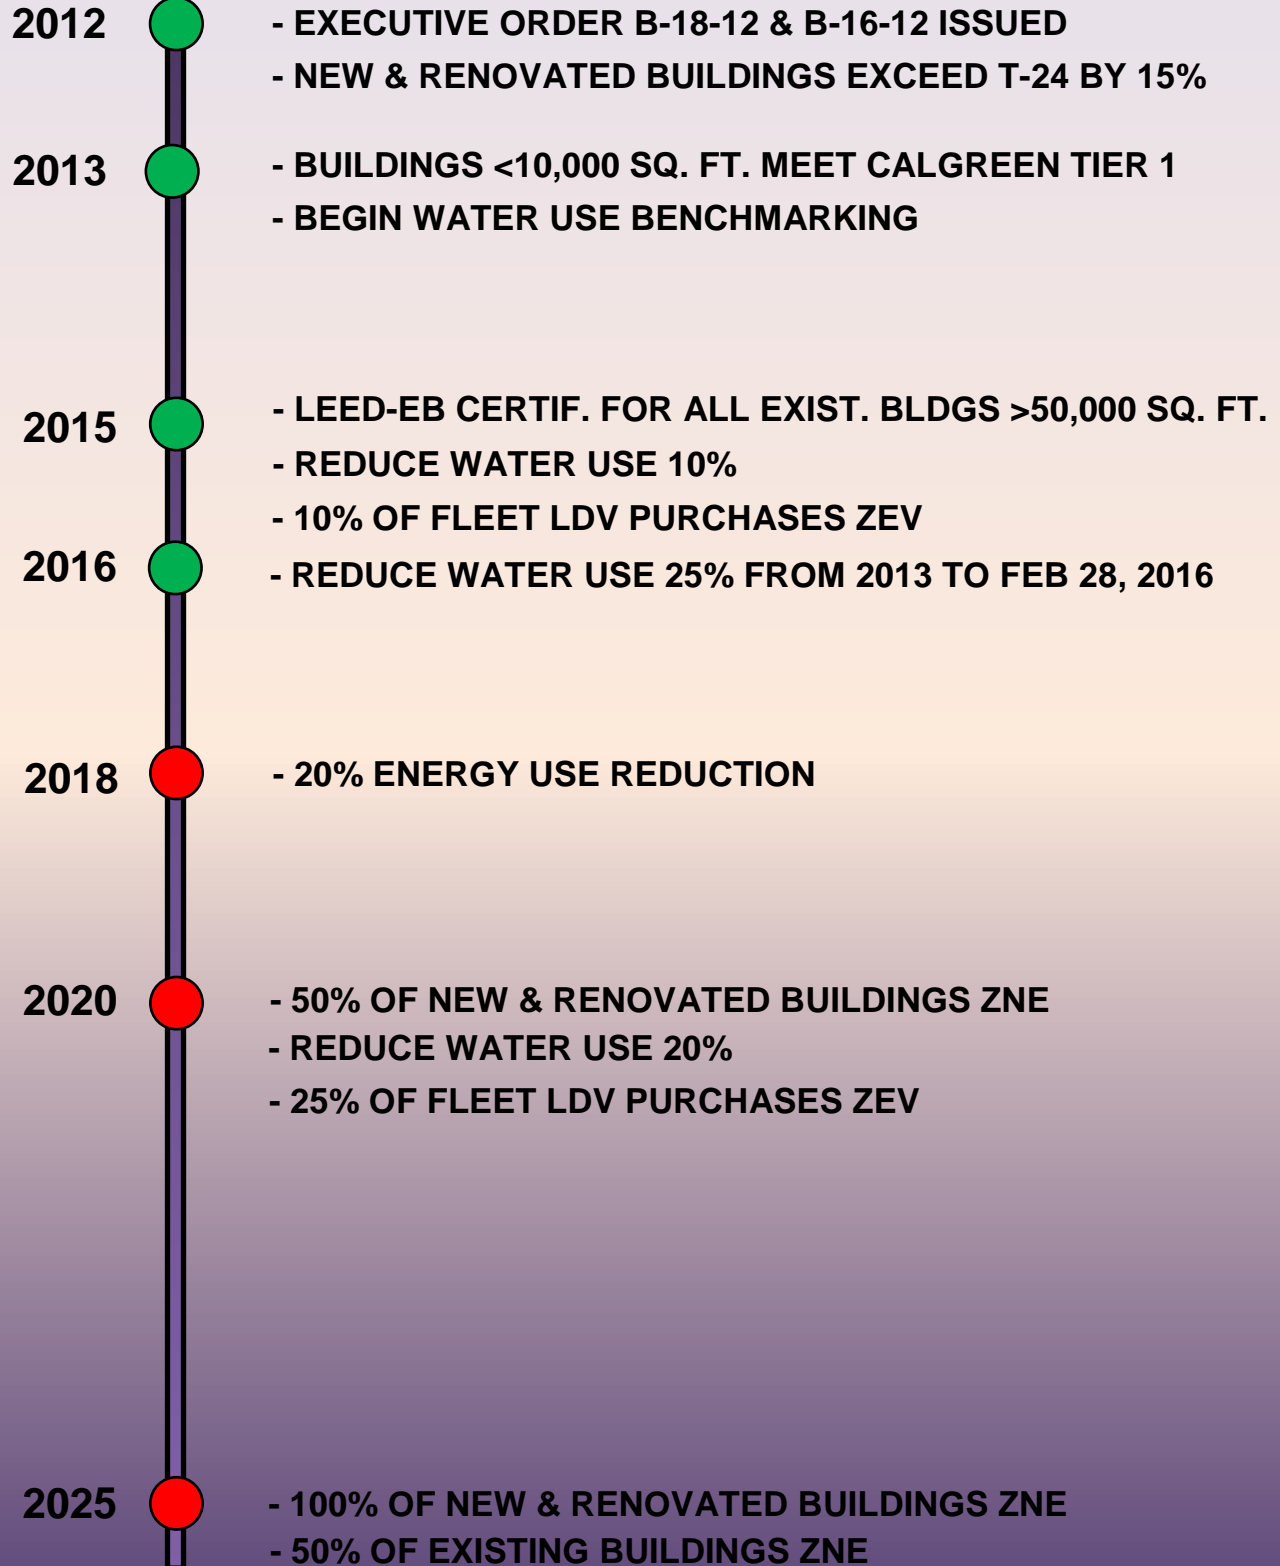 2012 - EXECUTIVE ORDER B-18-12 & B-16-12 ISSUED
- NEW & RENOVATED BUILDINGS EXCEED T-24 BY 15%
2013 - BUILDINGS <10,000 SQ. FT. MEET CALGREEN TIER 1
- BEGIN WATER USE BENCHMARKING
2015 - LEED-EB CERTIF. FOR ALL EXIST. BLDGS >50,000 SQ. FT.
- REDUCE WATER USE 10%
- 10% OF FLEET LDV PURCHASES ZEV
2016 - REDUCE WATER USE 25% FROM 2013 TO FEB 28, 2016
2018 - 20% ENERGY USE REDUCTION
2020 - 50% OF NEW & RENOVATED BUILDINGS ZNE
- REDUCE WATER USE 20%
- 25% OF FLEET LDV PURCHASES ZEV
2025 - 100% OF NEW & RENOVATED BUILDINGS ZNE
- 50% OF EXISTING BUILDINGS ZNE